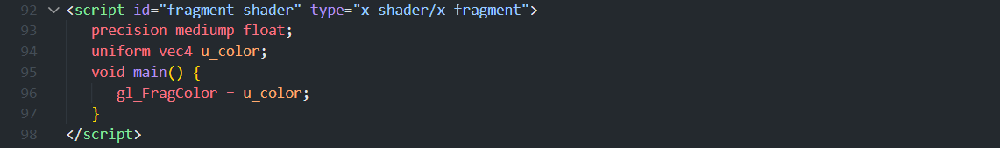 92 <script id="fragment-shader" type="x-shader/x-fragment">
93 precision mediump float;
94 uniform vec4 u_color;
95 void main() {
96 gl_FragColor = u_color;
97 }
98 </script>